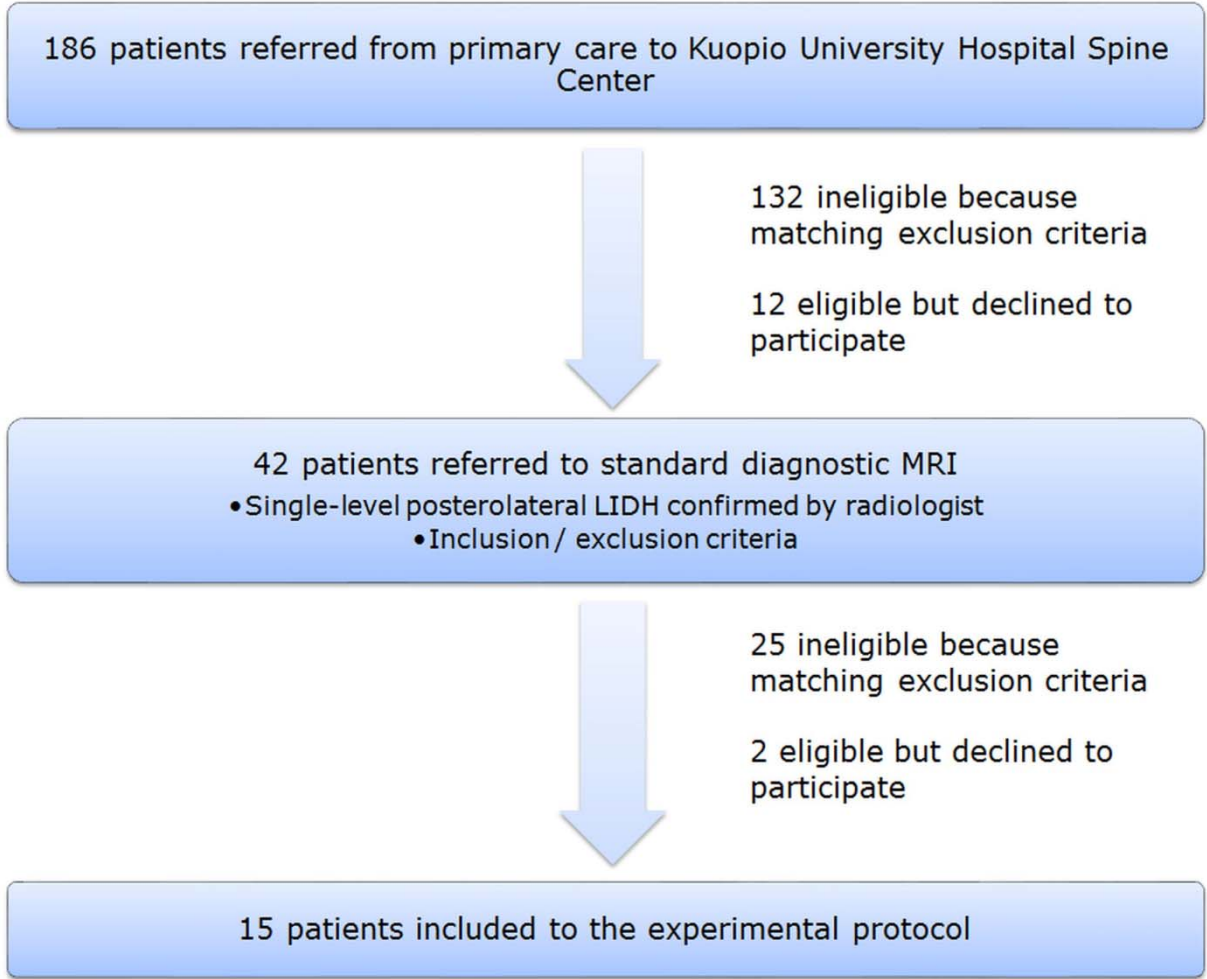 186 patients referred from primary care to Kuopio University Hospital Spine
Center
132 ineligible because
matching exclusion criteria
12 eligible but declined to
participate
42 patients referred to standard diagnostic MRI
•Single-level posterolateral LIDH confirmed by radiologist
•Inclusion / exclusion criteria
25 ineligible because
matching exclusion criteria
2 eligible but declined to
participate
15 patients included to the experimental protocol